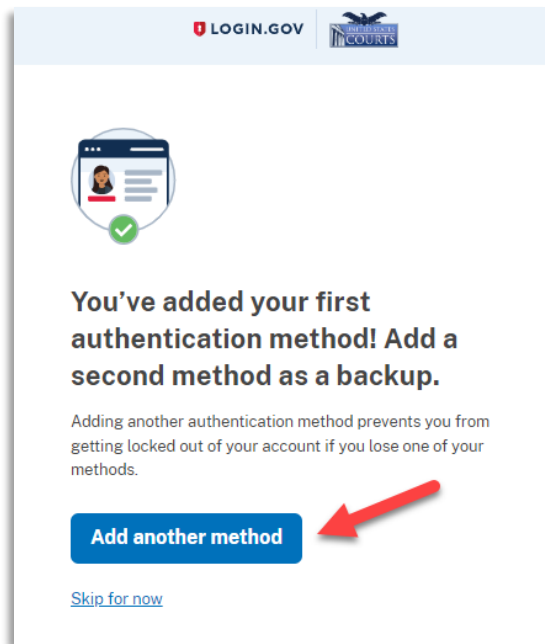 LOGIN.GOV
UNITED STATES
COURTS
You’ve added your first
authentication method! Add a
second method as a backup.
Adding another authentication method prevents you from
getting locked out of your account if you lose one of your
methods.
Add another method
Skip for now